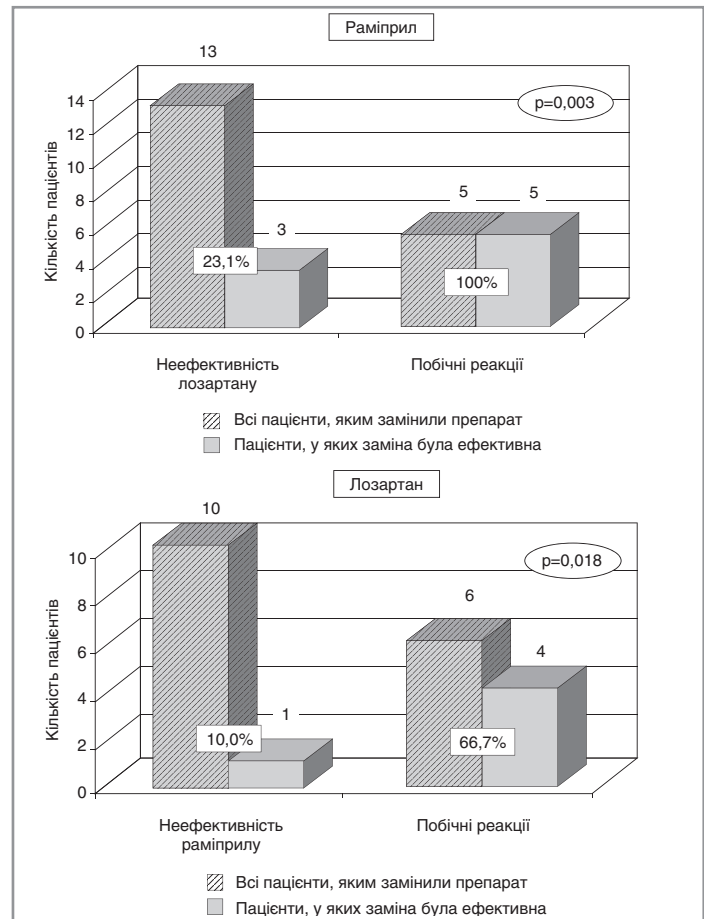 Раміприл
13
14
12
10
8
6
4
2
0
Кількість пацієнтів
p=0,003
5 5
3
23,1%
100%
Неефективність
лозартану
Побічні реакції
Всі пацієнти, яким замінили препарат
Пацієнти, у яких заміна була ефективна
Лозартан
10
10
8
6
4
2
0
Кількість пацієнтів
p=0,018
6
4
1
10,0%
66,7%
Неефективність
раміприлу
Побічні реакції
Всі пацієнти, яким замінили препарат
Пацієнти, у яких заміна була ефективна